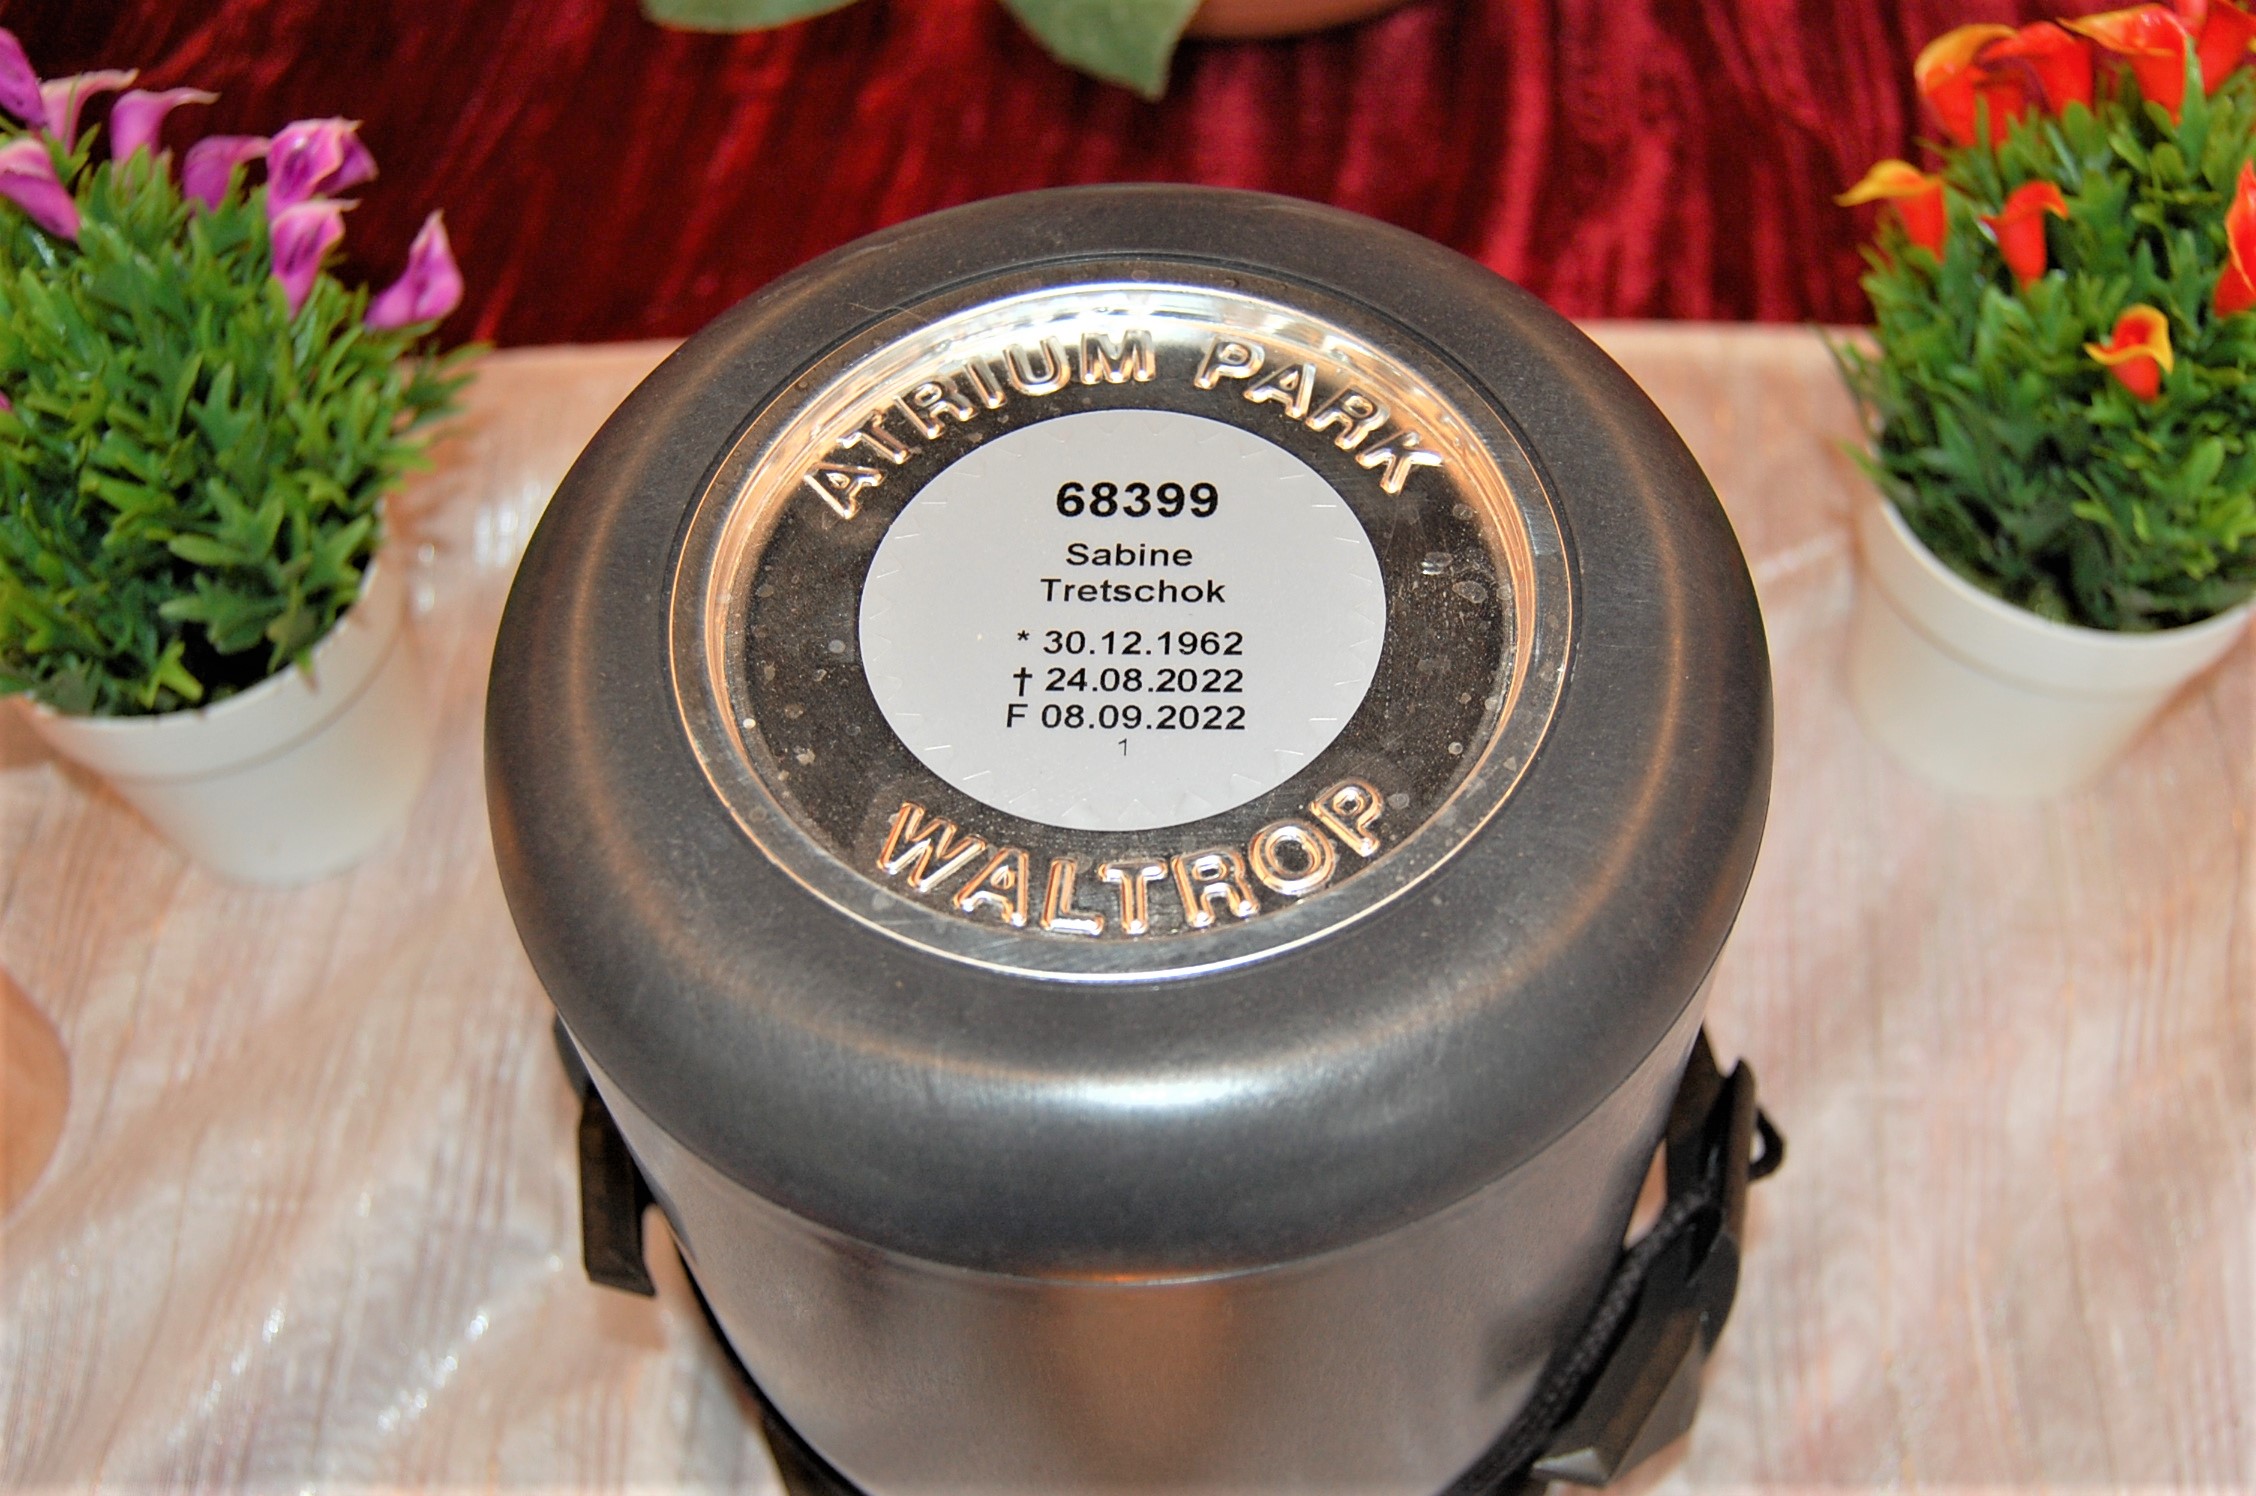 ATRIUM PARK
68399
Sabine
Tretschok
* 30.12.1962
† 24.08.2022
F 08.09.2022
1
WALTROP